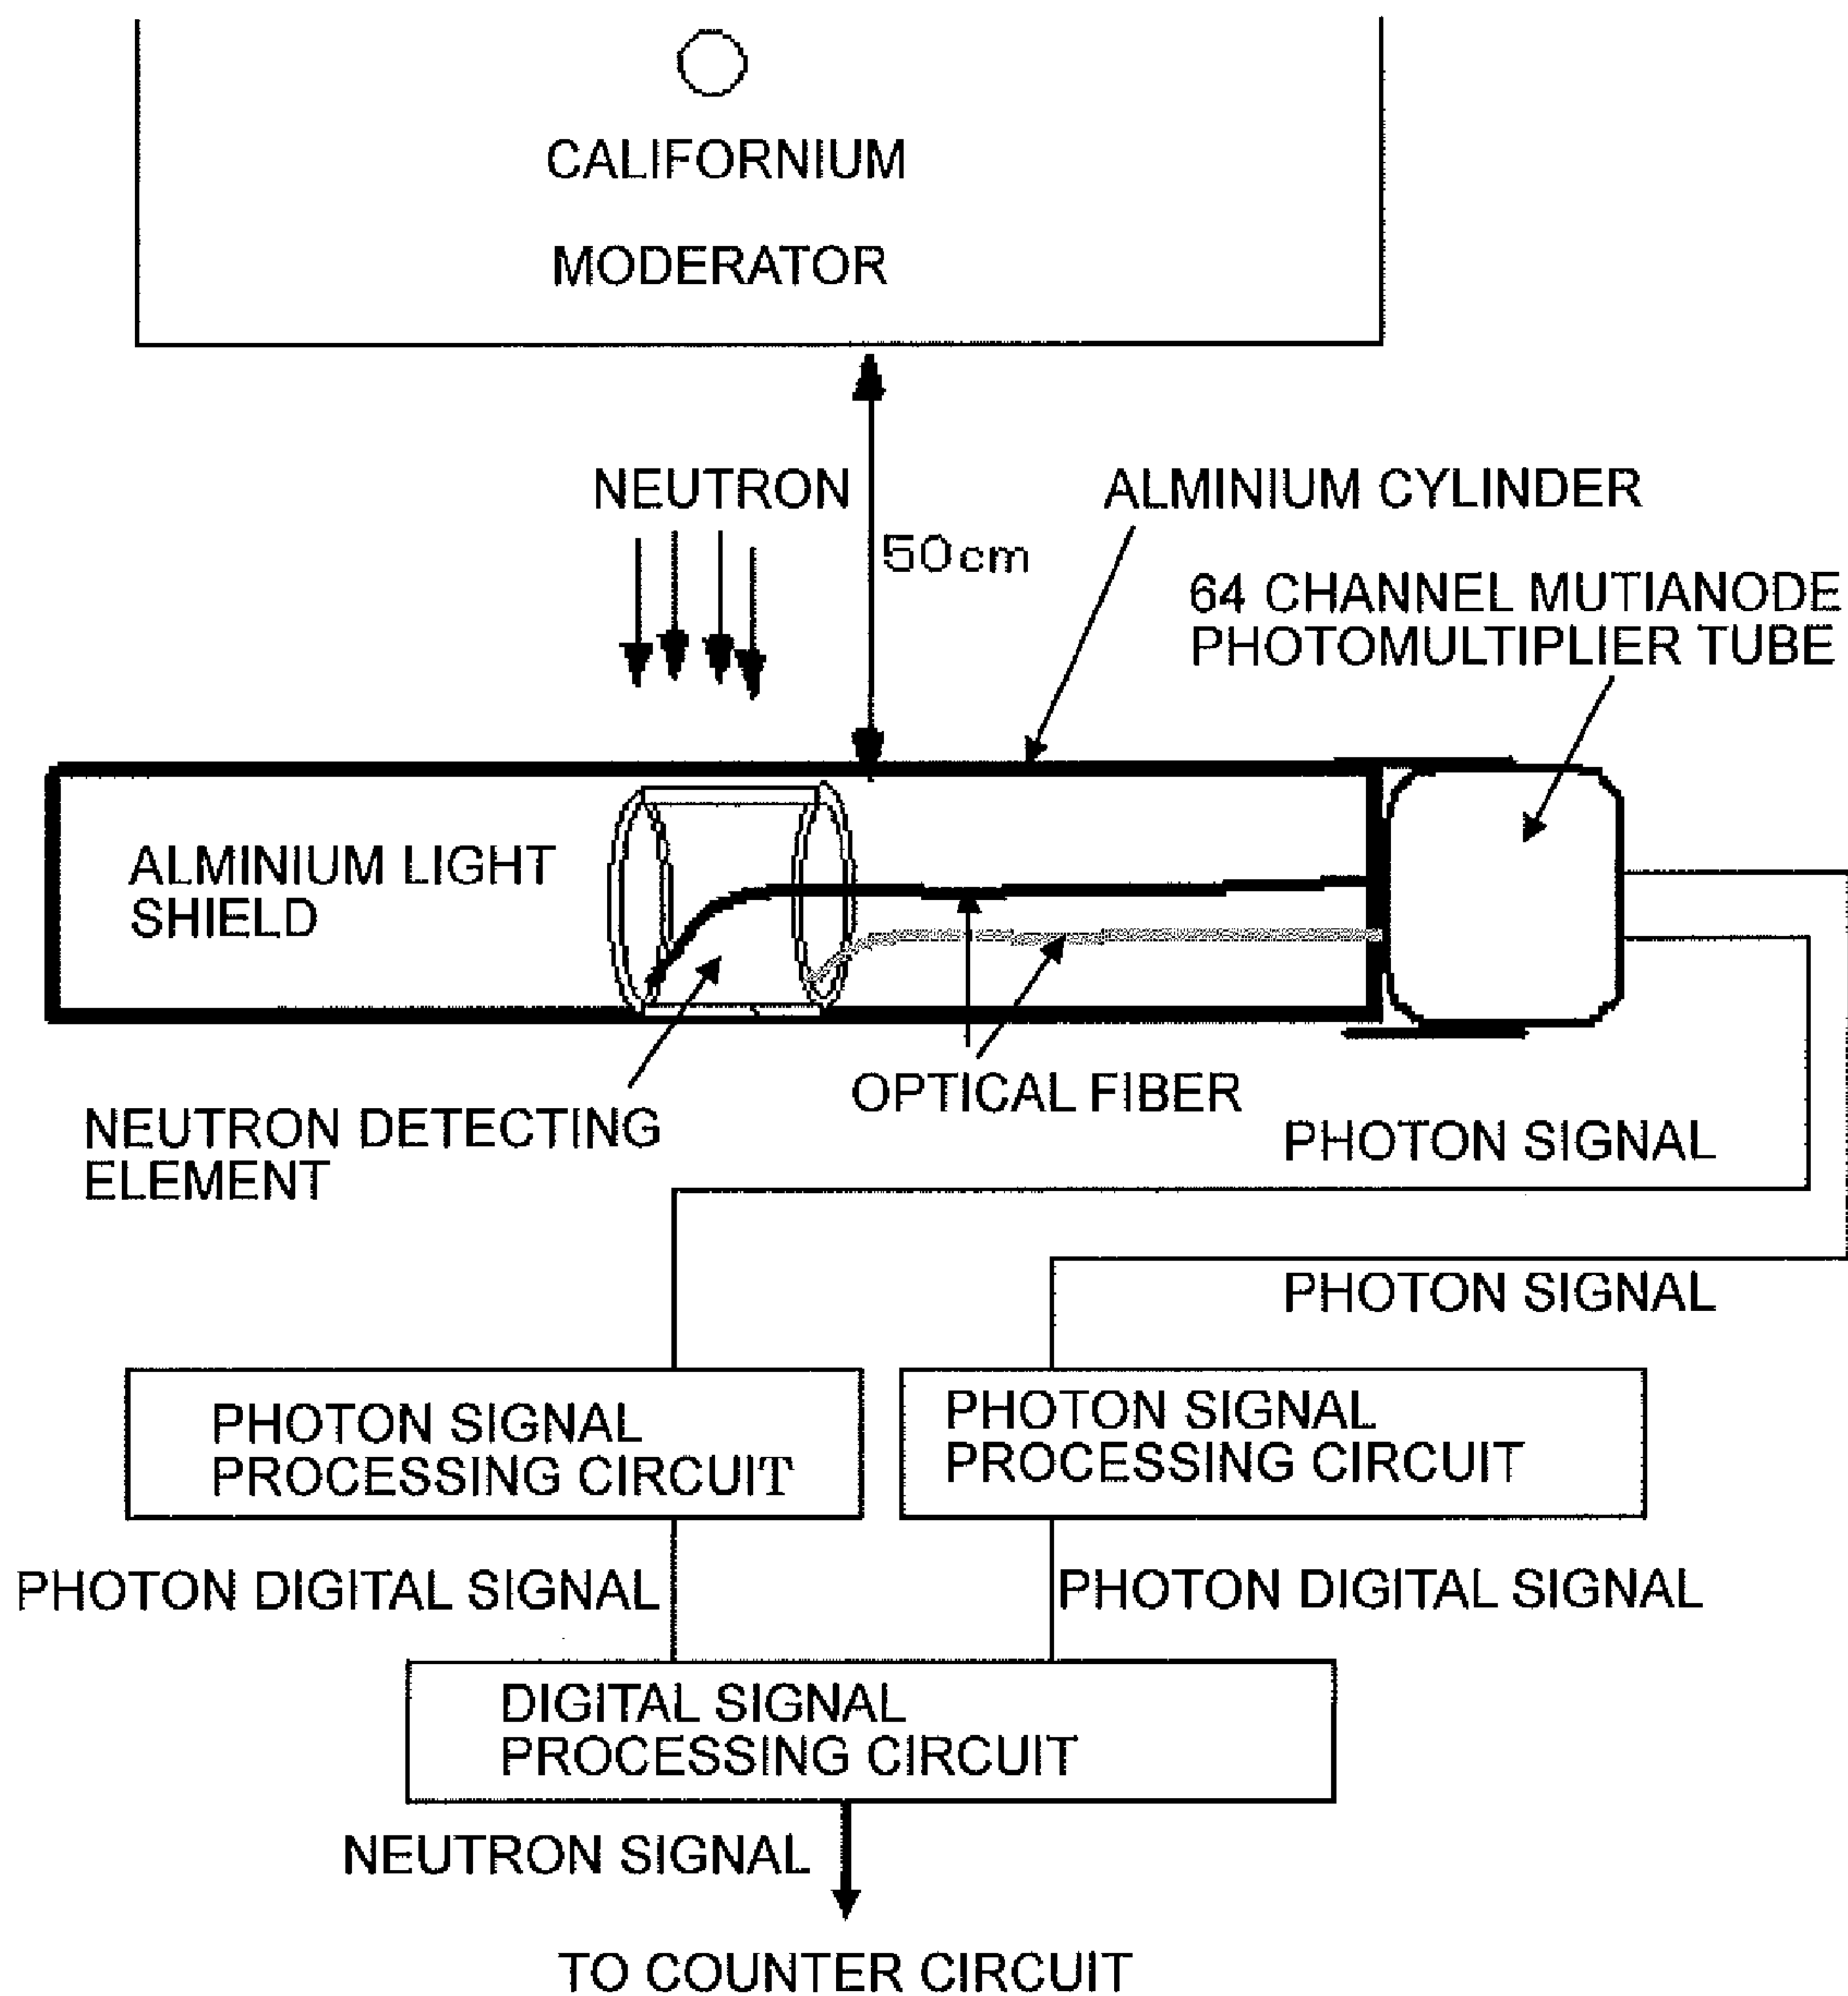 CALIFORNIUM
MODERATOR
NEUTRON
ALMINIUM CYLINDER
50cm
64 CHANNEL MUTIANODE
PHOTOMULTIPLIER TUBE
ALMINIUM LIGHT
SHIELD
OPTICAL FIBER
NEUTRON DETECTING
ELEMENT
PHOTON SIGNAL
PHOTON SIGNAL
PHOTON SIGNAL
PROCESSING CIRCUIT
PHOTON SIGNAL
PROCESSING CIRCUIT
PHOTON DIGITAL SIGNAL
PHOTON DIGITAL SIGNAL
DIGITAL SIGNAL
PROCESSING CIRCUIT
NEUTRON SIGNAL
TO COUNTER CIRCUIT